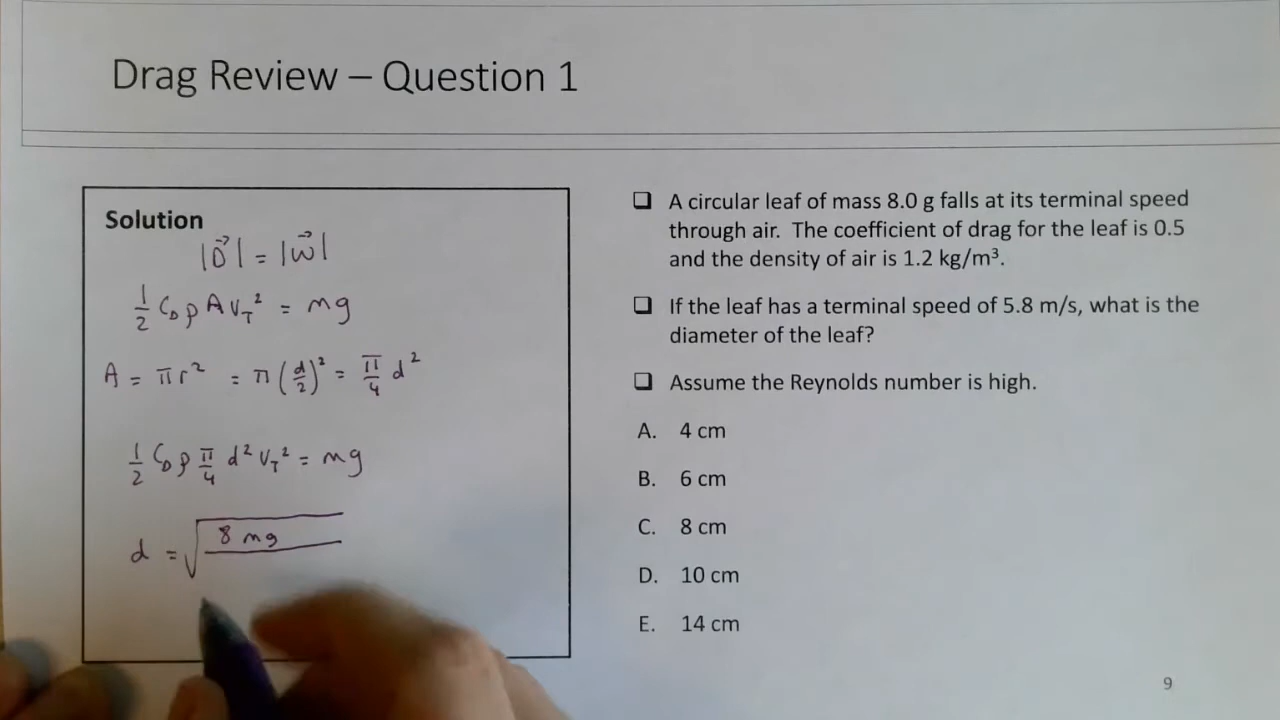 Drag Review – Question 1
Solution
|D⃗| = |w⃗|
½ C_D ρ A v_T² = mg
A = πr² = π(d/2)² = π/4 d²
½ C_D ρ π/4 d² v_T² = mg
d = √8 mg
❑ A circular leaf of mass 8.0 g falls at its terminal speed
through air. The coefficient of drag for the leaf is 0.5
and the density of air is 1.2 kg/m³.
❑ If the leaf has a terminal speed of 5.8 m/s, what is the
diameter of the leaf?
❑ Assume the Reynolds number is high.
A. 4 cm
B. 6 cm
C. 8 cm
D. 10 cm
E. 14 cm
9